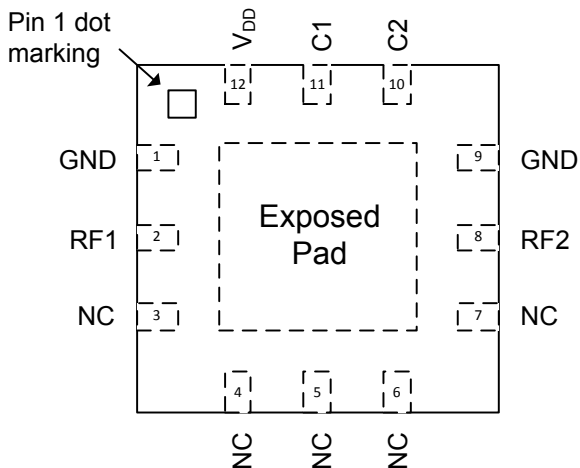 Pin 1 dot
marking
V_DD
C1
C2
12
11
10
GND
1
9
GND
RF1
2
Exposed
Pad
8
RF2
NC
3
7
NC
4
5
6
NC
NC
NC